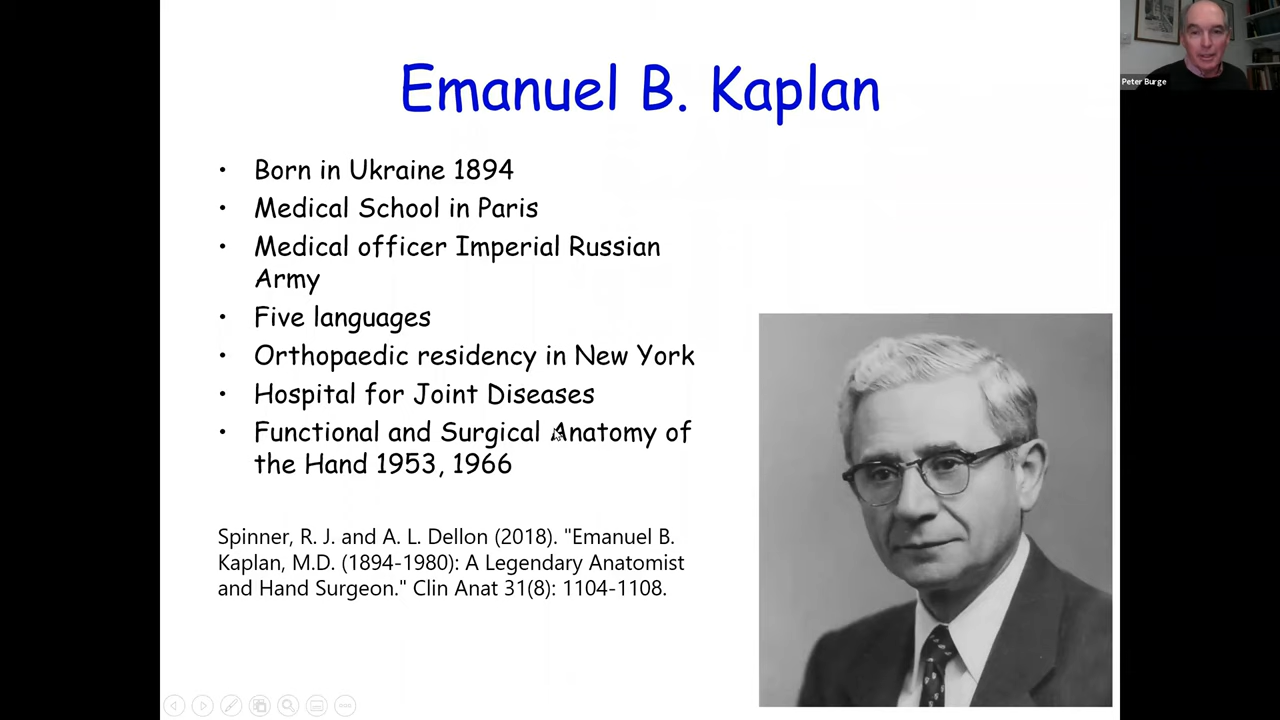 Emanuel B. Kaplan
• Born in Ukraine 1894
• Medical School in Paris
• Medical officer Imperial Russian
Army
• Five languages
• Orthopaedic residency in New York
• Hospital for Joint Diseases
• Functional and Surgical Anatomy of
the Hand 1953, 1966
Spinner, R. J. and A. L. Dellon (2018). "Emanuel B.
Kaplan, M.D. (1894-1980): A Legendary Anatomist
and Hand Surgeon." Clin Anat 31(8): 1104-1108.
Peter Burge